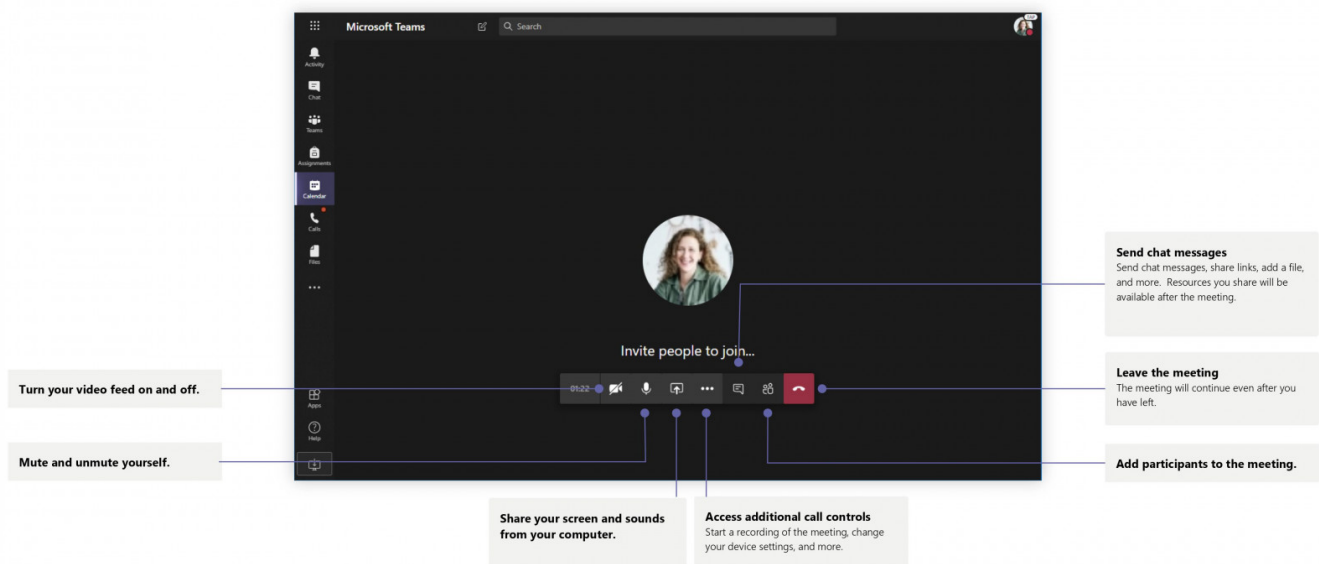 Microsoft Teams
Search
Activity
Chat
Teams
Assignments
Calendar
Calls
Files
Invite people to join...
01:22
Apps
Help
Turn your video feed on and off.
Mute and unmute yourself.
Share your screen and sounds
from your computer.
Access additional call controls
Start a recording of the meeting, change
your device settings, and more.
Send chat messages
Send chat messages, share links, add a file,
and more. Resources you share will be
available after the meeting.
Leave the meeting
The meeting will continue even after you
have left.
Add participants to the meeting.